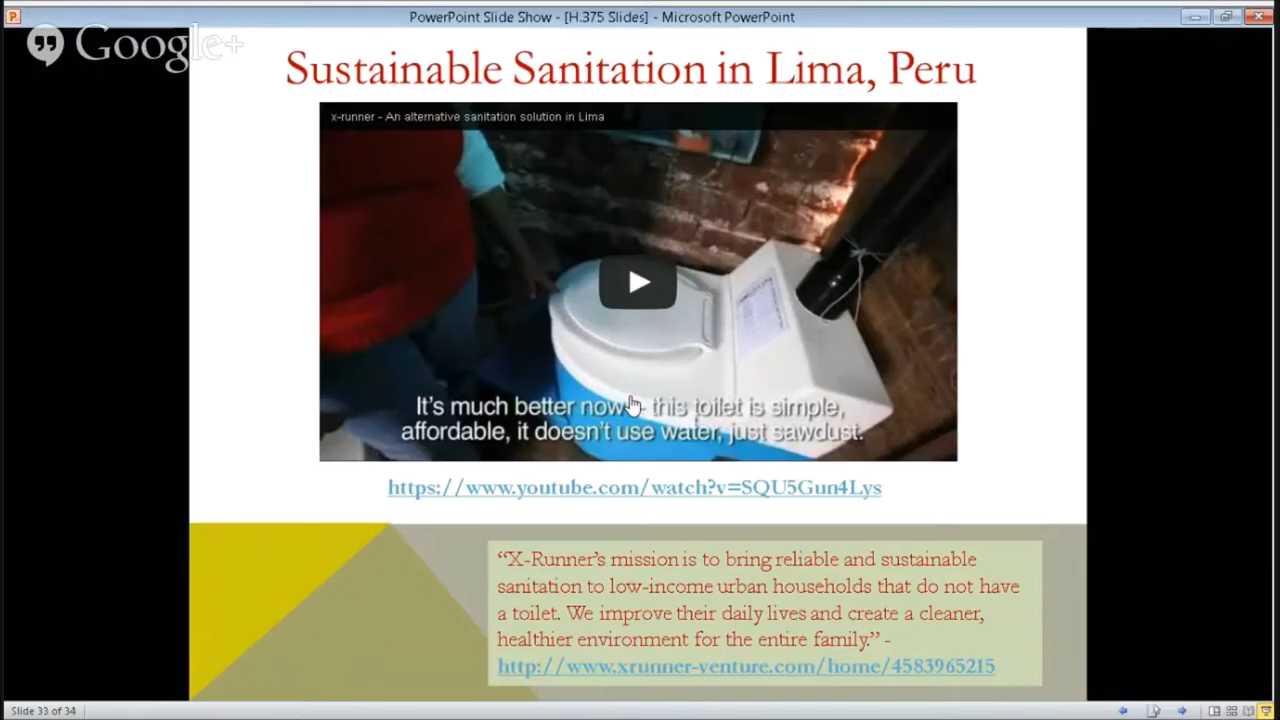 PowerPoint Slide Show - [H.375 Slides] - Microsoft PowerPoint
Google+
Sustainable Sanitation in Lima, Peru
x-runner - An alternative sanitation solution in Lima
It's much better now - this toilet is simple,
affordable, it doesn't use water, just sawdust.
https://www.youtube.com/watch?v=SQU5Gun4Lys
“X-Runner’s mission is to bring reliable and sustainable
sanitation to low-income urban households that do not have
a toilet. We improve their daily lives and create a cleaner,
healthier environment for the entire family.” -
http://www.xrunner-venture.com/home/4583965215
Slide 33 of 34